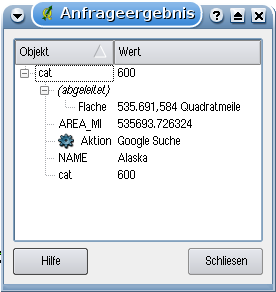 Anfrageergebnis
Objekt Wert
cat 600
(abgeleitet)
Flache 535.691,584 Quadratmeile
AREA_MI 535693.726324
Aktion Google Suche
NAME Alaska
cat 600
Hilfe Schliesen